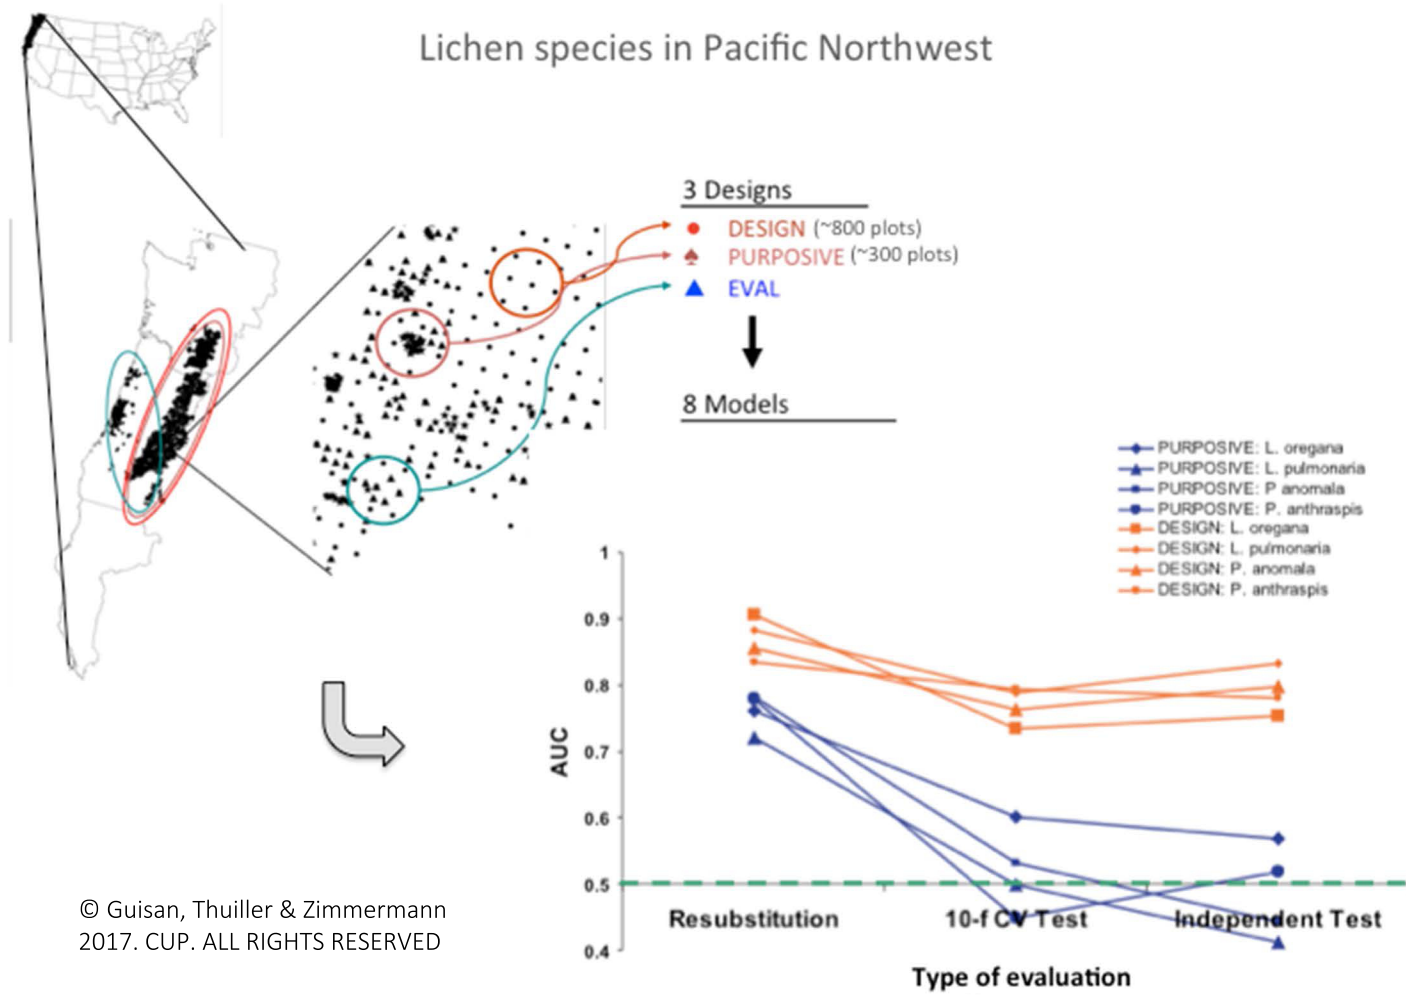 Lichen species in Pacific Northwest
3 Designs
DESIGN (~800 plots)
PURPOSIVE (~300 plots)
EVAL
8 Models
PURPOSIVE: L. oregana
PURPOSIVE: L. pulmonaria
PURPOSIVE: P anomala
PURPOSIVE: P. anthraspis
DESIGN: L. oregana
DESIGN: L. pulmonaria
DESIGN: P. anomala
DESIGN: P. anthraspis
1
0.9
0.8
0.7
0.6
0.5
0.4
AUC
Resubstitution 10-f CV Test Independent Test
Type of evaluation
© Guisan, Thuiller & Zimmermann
2017. CUP. ALL RIGHTS RESERVED